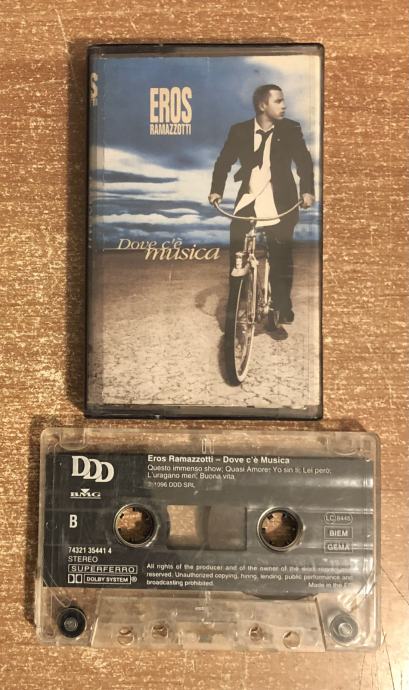 S
EROS
RAMAZZOTTI
Dove c'è
musica
DDD
BMG
Eros Ramazzotti – Dove c'è Musica
Questo immenso show; Quasi Amore; Yo sin ti; Lei però;
L'uragano meri; Buona vita
℗ 1996 DDD SRL
B
LC 8445
BIEM
GEMA
74321 35441 4
STEREO
SUPERFERRO
DOLBY SYSTEM ®
All rights of the producer and of the owner of the work
reserved. Unauthorized copying, hiring, lending, public performance and
broadcasting prohibited.
Made in the